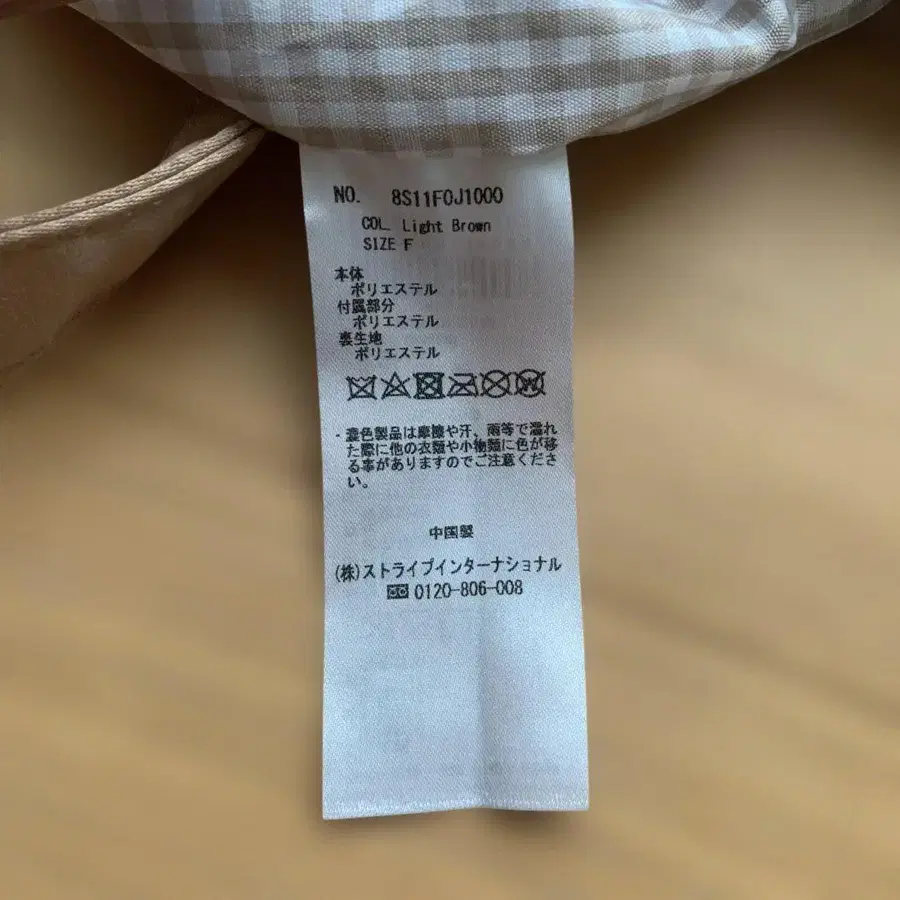 NO. 8S11F0J1000
COL. Light Brown
SIZE F
本体
ポリエステル
付属部分
ポリエステル
裏生地
ポリエステル
- 濃色製品は摩擦や汗、雨等で濡れ
た際に他の衣類や小物類に色が移
る事がありますのでご注意くださ
い。
中国製
(株)ストライプインターナショナル
0120-806-008